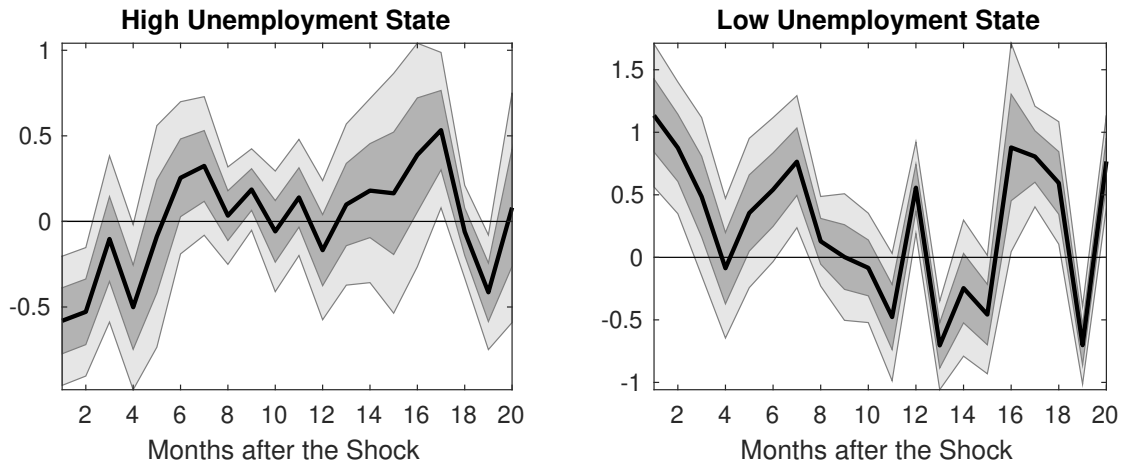 High Unemployment State
1
0.5
0
-0.5
2 4 6 8 10 12 14 16 18 20
Months after the Shock
Low Unemployment State
1.5
1
0.5
0
-0.5
-1
2 4 6 8 10 12 14 16 18 20
Months after the Shock